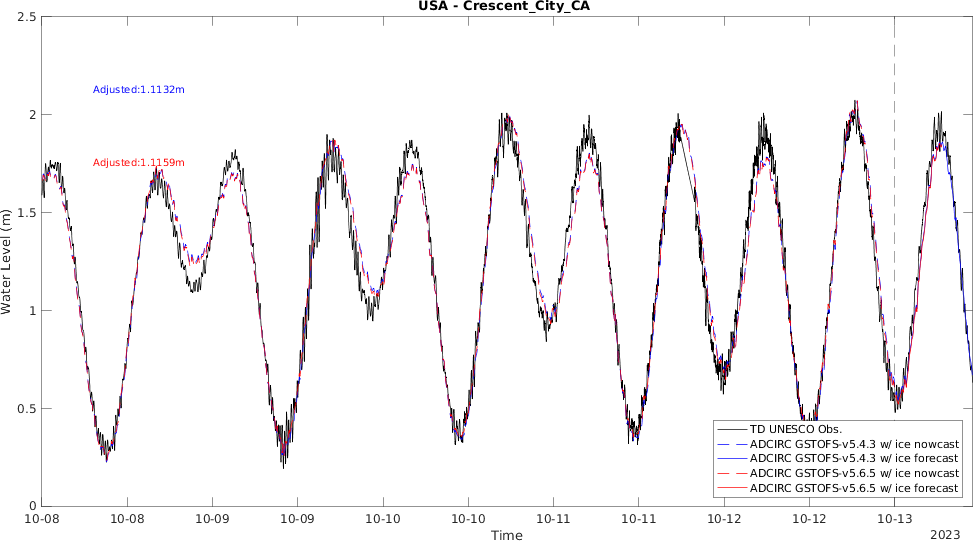 USA - Crescent_City_CA
2.5
2
1.5
1
0.5
0
Water Level (m)
Adjusted:1.1132m
Adjusted:1.1159m
TD UNESCO Obs.
ADCIRC GSTOFS-v5.4.3 w/ ice nowcast
ADCIRC GSTOFS-v5.4.3 w/ ice forecast
ADCIRC GSTOFS-v5.6.5 w/ ice nowcast
ADCIRC GSTOFS-v5.6.5 w/ ice forecast
10-08 10-08 10-09 10-09 10-10 10-10 10-11 10-11 10-12 10-12 10-13
Time
2023